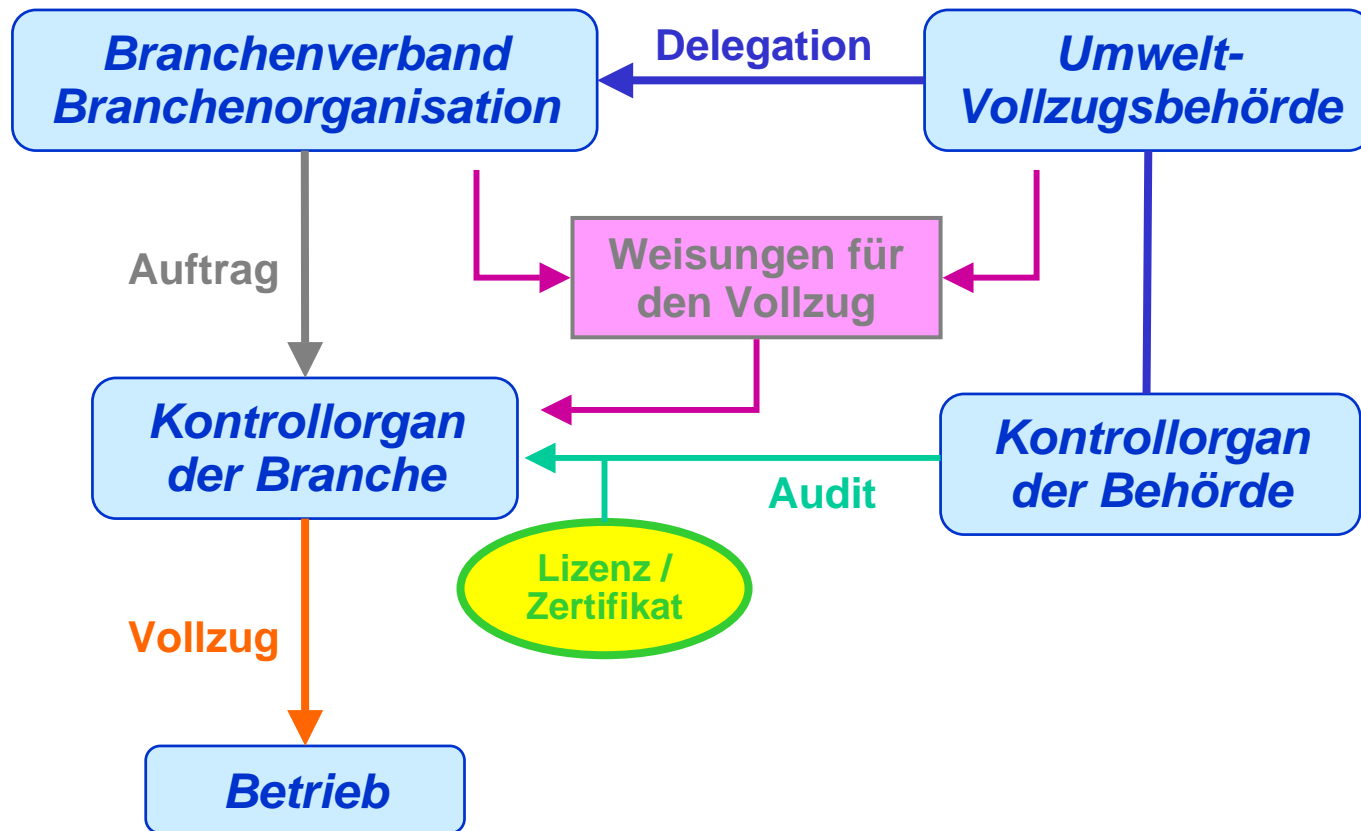 Branchenverband
Branchenorganisation
Delegation
Umwelt-
Vollzugsbehörde
Auftrag
Weisungen für
den Vollzug
Kontrollorgan
der Branche
Audit
Kontrollorgan
der Behörde
Lizenz /
Zertifikat
Vollzug
Betrieb